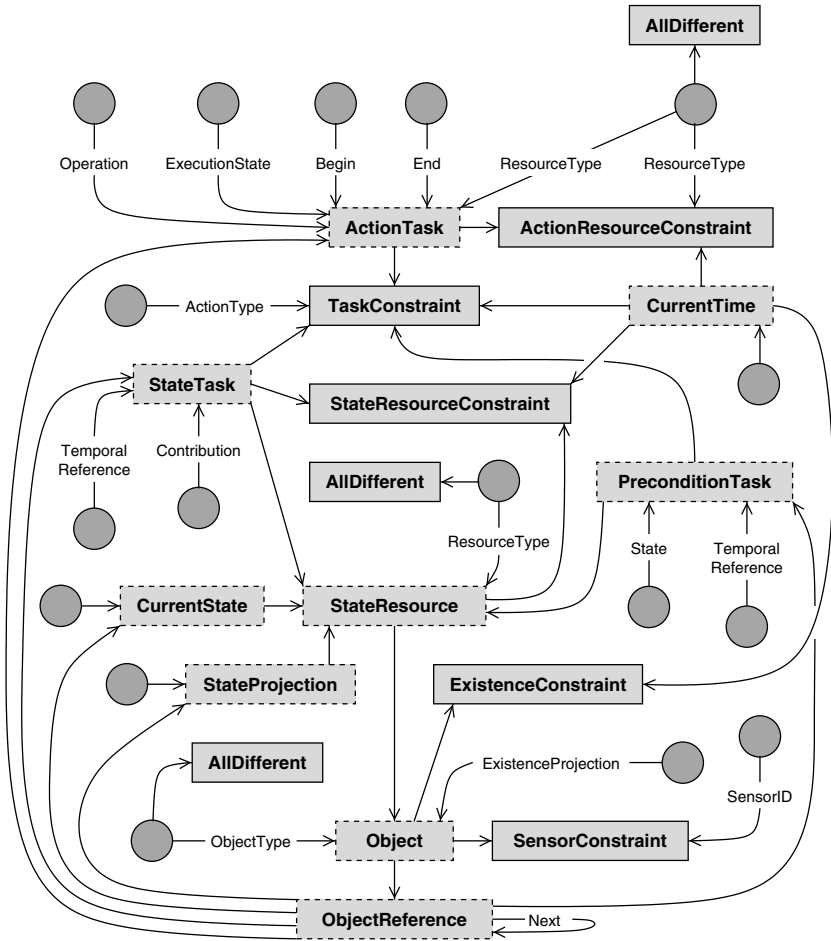 AllDifferent
Operation
ExecutionState
Begin
End
ResourceType
ResourceType
ActionTask
ActionResourceConstraint
ActionType
TaskConstraint
CurrentTime
StateTask
StateResourceConstraint
Temporal
Reference
Contribution
AllDifferent
PreconditionTask
ResourceType
State
Temporal
Reference
CurrentState
StateResource
StateProjection
ExistenceConstraint
AllDifferent
ExistenceProjection
SensorID
ObjectType
Object
SensorConstraint
ObjectReference
Next